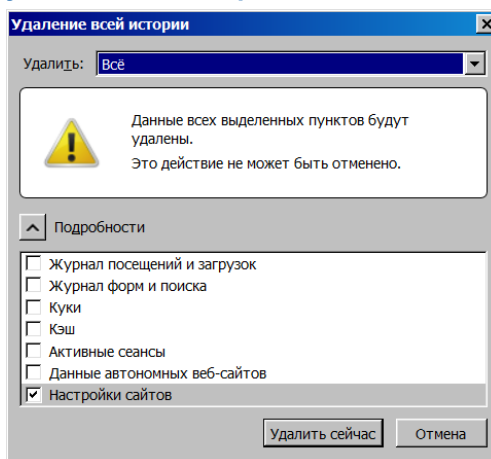 Удаление всей истории
Удалить: Всё
Данные всех выделенных пунктов будут
удалены.
Это действие не может быть отменено.
Подробности
Журнал посещений и загрузок
Журнал форм и поиска
Куки
Кэш
Активные сеансы
Данные автономных веб-сайтов
Настройки сайтов
Удалить сейчас Отмена